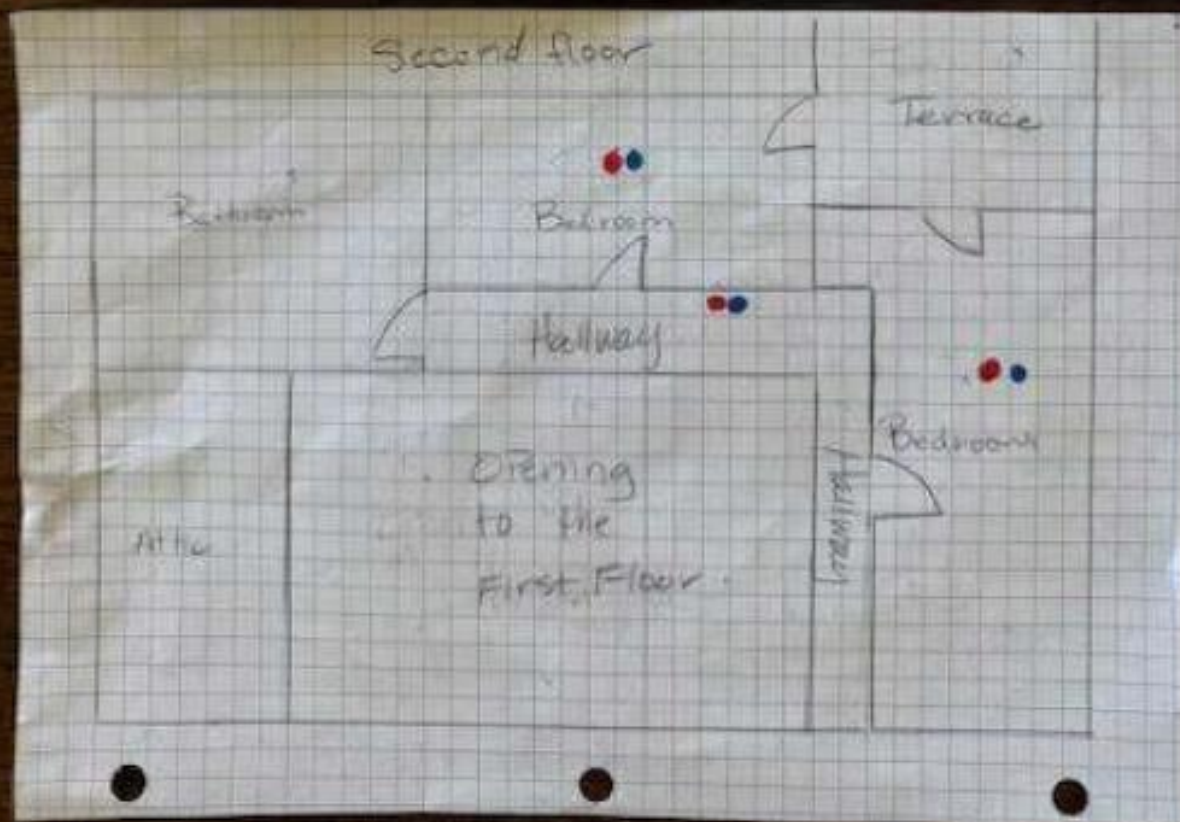 Second floor
Terrace
Bedroom
Hallway
Bedroom
Hallway
Opening
to the
First Floor
Attic